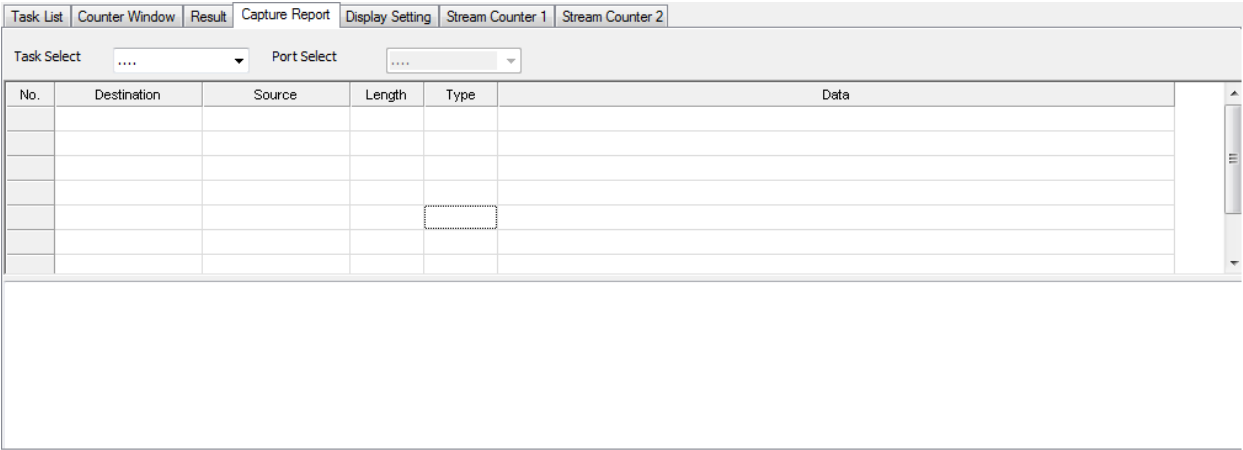 Task List Counter Window Result Capture Report Display Setting Stream Counter 1 Stream Counter 2
Task Select .... Port Select ....
No. Destination Source Length Type Data